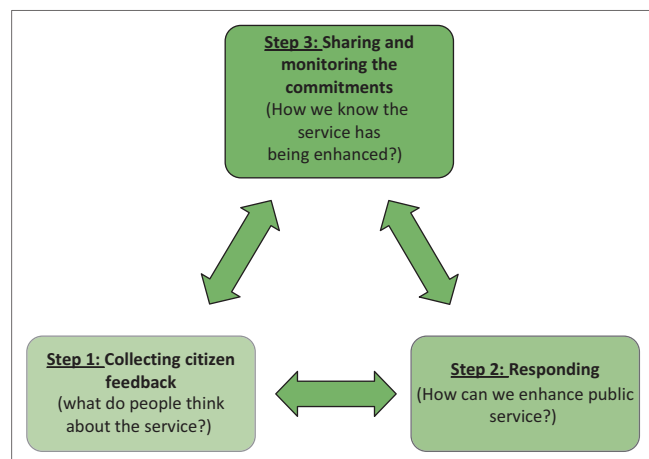 Step 3: Sharing and
monitoring the
commitments
(How we know the
service has
being enhanced?)
Step 1: Collecting citizen
feedback
(what do people think
about the service?)
Step 2: Responding
(How can we enhance public
service?)